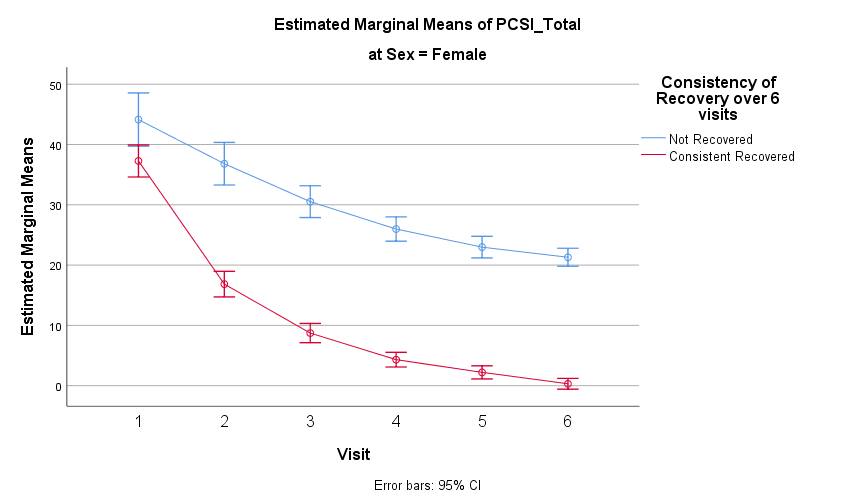 Estimated Marginal Means of PCSI_Total
at Sex = Female
Estimated Marginal Means
50
40
30
20
10
0
1 2 3 4 5 6
Visit
Error bars: 95% CI
Consistency of
Recovery over 6
visits
Not Recovered
Consistent Recovered